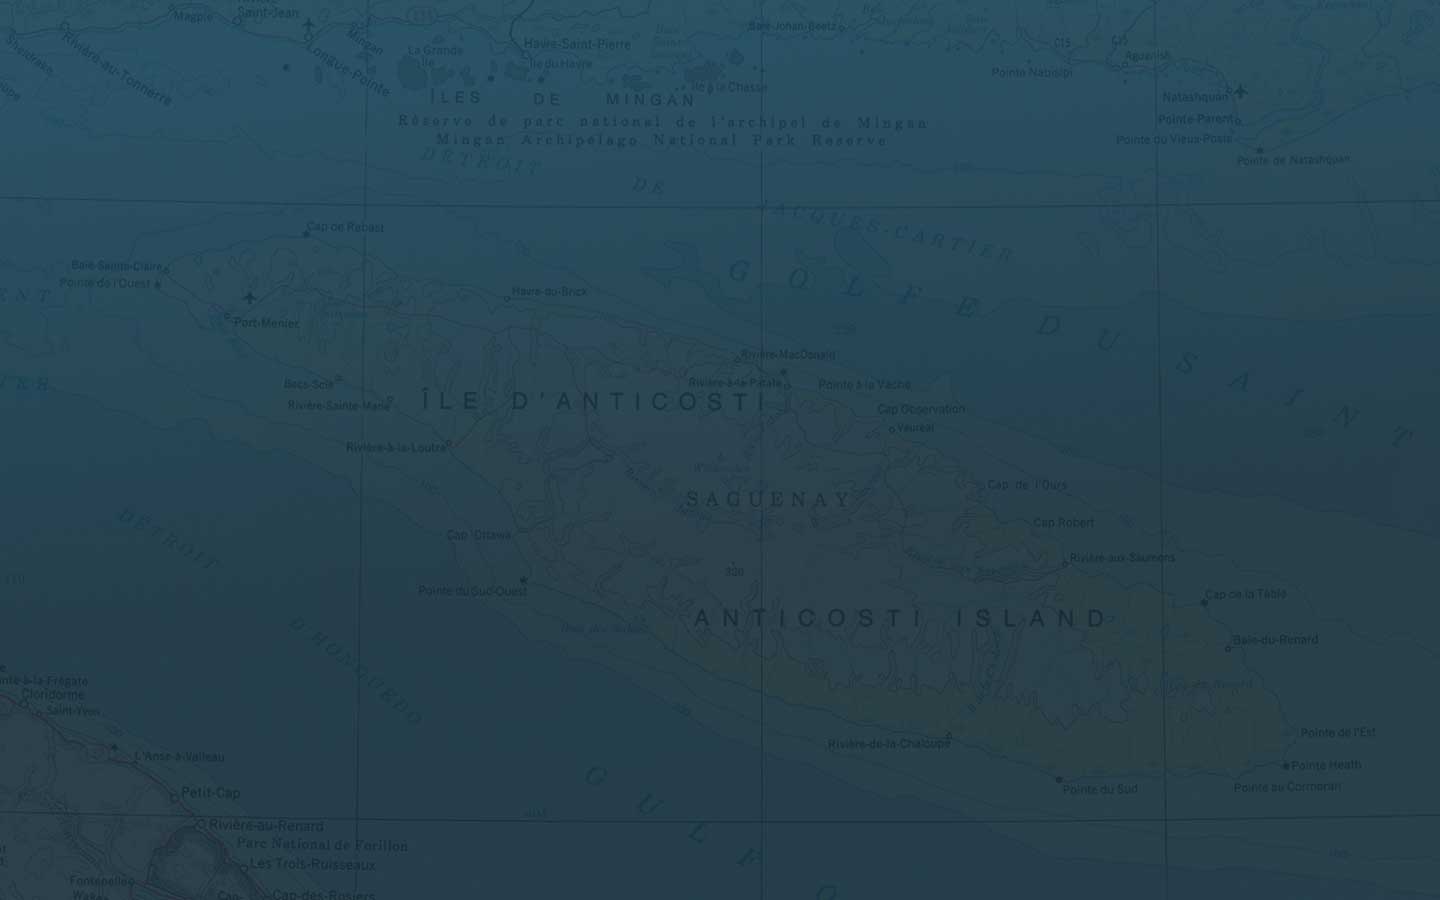 Magpie
Saint-Jean
Rivière-au-Tonnerre
Longue-Pointe
Mingan
La Grande
Île
Havre-Saint-Pierre
Île du Havre
Île à la Chasse
Baie-Johan-Beetz
Pointe Nabisipi
Aguanish
Natashquan
Pointe-Parent
Pointe du Vieux-Poste
Pointe de Natashquan
ÎLES DE MINGAN
Réserve de parc national de l'archipel de Mingan
Mingan Archipelago National Park Reserve
DÉTROIT DE JACQUES-CARTIER
Cap de Rabast
Baie-Sainte-Claire
Pointe de l'Ouest
Port-Menier
Havre-du-Brick
GOLFE DU SAINT
Rivière-MacDonald
Rivière-à-la-Patate
Pointe à la Vache
Becs-Scie
Rivière-Sainte-Marie
ÎLE D'ANTICOSTI
Cap Observation
Vauréal
Rivière-à-la-Loutre
SAGUENAY
Cap de l'Ours
Cap Robert
DÉTROIT
D'HONGUEDO
Cap Ottawa
Rivière-aux-Saumons
Pointe du Sud-Ouest
Cap de la Table
ANTICOSTI ISLAND
Baie-du-Renard
Cloridorme
Saint-Yvon
L'Anse-à-Valleau
Petit-Cap
Rivière-de-la-Chaloupe
Pointe de l'Est
Pointe Heath
Pointe du Sud
Pointe au Cormoran
GULF
Rivière-au-Renard
Parc National de Forillon
Les Trois-Ruisseaux
Fontenelle
Cap-des-Rosiers